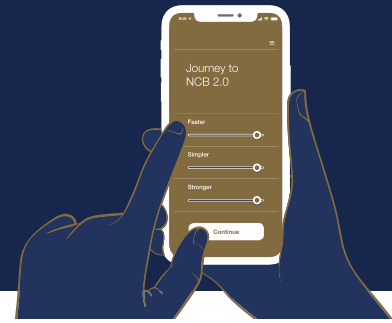 Journey to
NCB 2.0
Faster
Simpler
Stronger
Continue